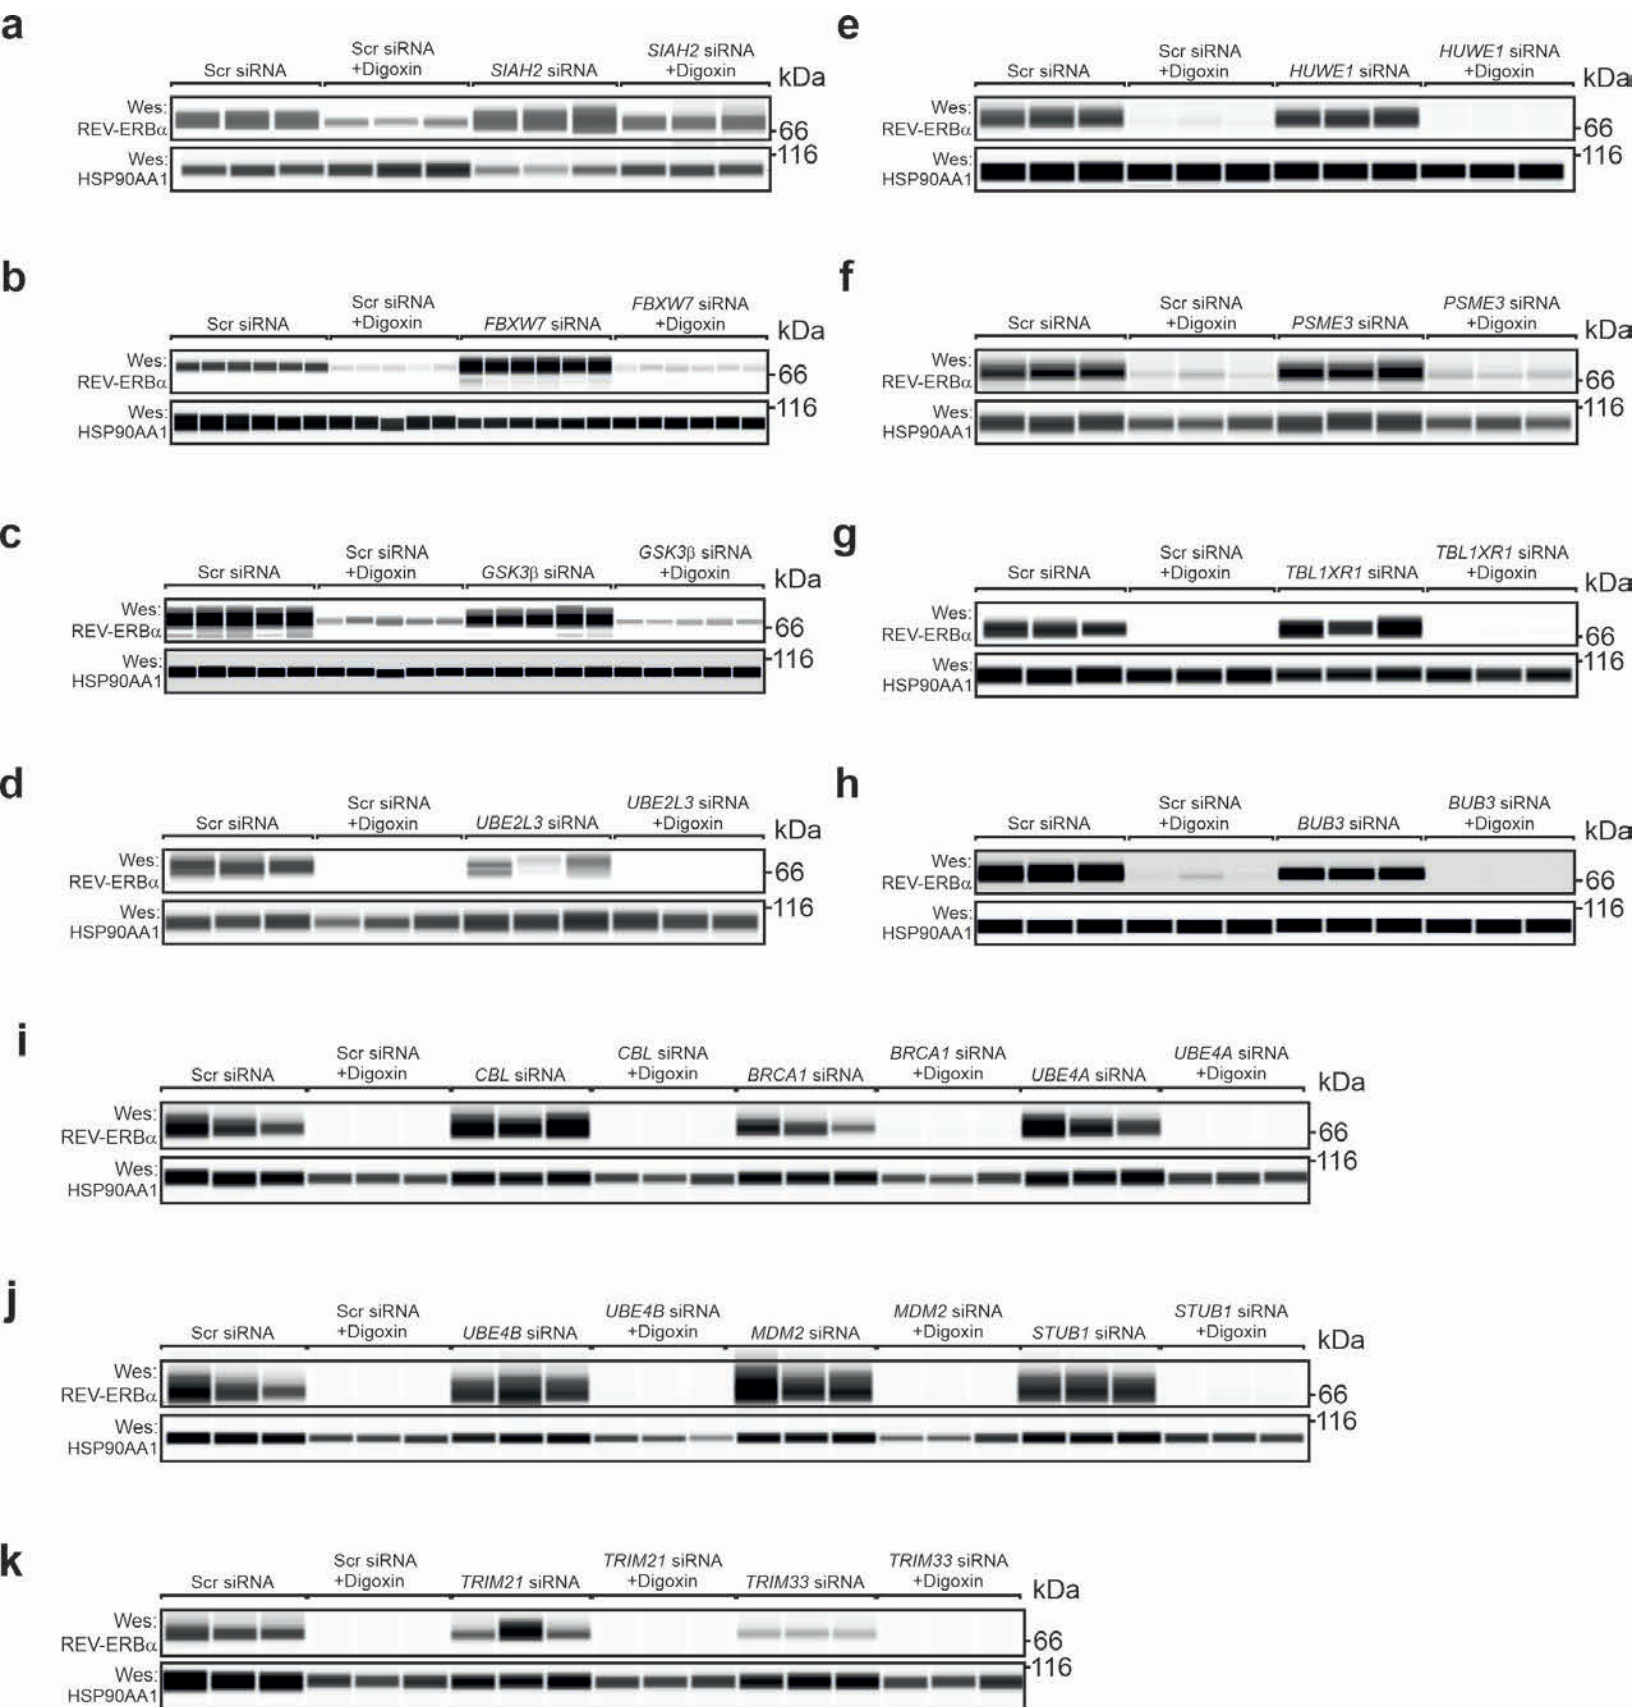 a
Scr siRNA
Scr siRNA
+Digoxin
SIAH2 siRNA
SIAH2 siRNA
+Digoxin
kDa
Wes:
REV-ERBα
66
Wes:
HSP90AA1
116
b
Scr siRNA
Scr siRNA
+Digoxin
FBXW7 siRNA
FBXW7 siRNA
+Digoxin
kDa
Wes:
REV-ERBα
66
Wes:
HSP90AA1
116
c
Scr siRNA
Scr siRNA
+Digoxin
GSK3β siRNA
GSK3β siRNA
+Digoxin
kDa
Wes:
REV-ERBα
66
Wes:
HSP90AA1
116
d
Scr siRNA
Scr siRNA
+Digoxin
UBE2L3 siRNA
UBE2L3 siRNA
+Digoxin
kDa
Wes:
REV-ERBα
66
Wes:
HSP90AA1
116
e
Scr siRNA
Scr siRNA
+Digoxin
HUWE1 siRNA
HUWE1 siRNA
+Digoxin
kDa
Wes:
REV-ERBα
66
Wes:
HSP90AA1
116
f
Scr siRNA
Scr siRNA
+Digoxin
PSME3 siRNA
PSME3 siRNA
+Digoxin
kDa
Wes:
REV-ERBα
66
Wes:
HSP90AA1
116
g
Scr siRNA
Scr siRNA
+Digoxin
TBL1XR1 siRNA
TBL1XR1 siRNA
+Digoxin
kDa
Wes:
REV-ERBα
66
Wes:
HSP90AA1
116
h
Scr siRNA
Scr siRNA
+Digoxin
BUB3 siRNA
BUB3 siRNA
+Digoxin
kDa
Wes:
REV-ERBα
66
Wes:
HSP90AA1
116
i
Scr siRNA
Scr siRNA
+Digoxin
CBL siRNA
CBL siRNA
+Digoxin
BRCA1 siRNA
BRCA1 siRNA
+Digoxin
UBE4A siRNA
UBE4A siRNA
+Digoxin
kDa
Wes:
REV-ERBα
66
Wes:
HSP90AA1
116
j
Scr siRNA
Scr siRNA
+Digoxin
UBE4B siRNA
UBE4B siRNA
+Digoxin
MDM2 siRNA
MDM2 siRNA
+Digoxin
STUB1 siRNA
STUB1 siRNA
+Digoxin
kDa
Wes:
REV-ERBα
66
Wes:
HSP90AA1
116
k
Scr siRNA
Scr siRNA
+Digoxin
TRIM21 siRNA
TRIM21 siRNA
+Digoxin
TRIM33 siRNA
TRIM33 siRNA
+Digoxin
kDa
Wes:
REV-ERBα
66
Wes:
HSP90AA1
116